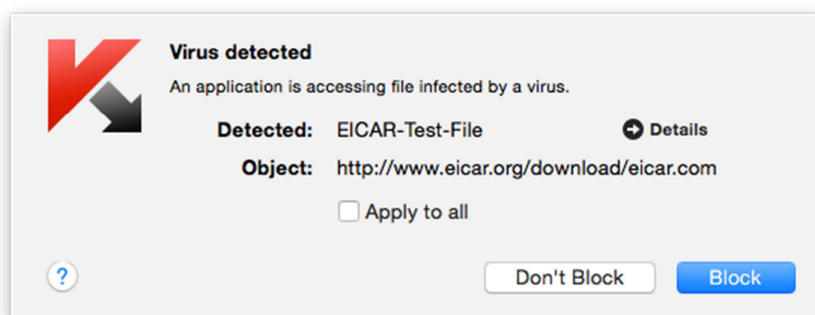 Virus detected
An application is accessing file infected by a virus.
Detected: EICAR-Test-File Details
Object: http://www.eicar.org/download/eicar.com
Apply to all
? Don't Block Block